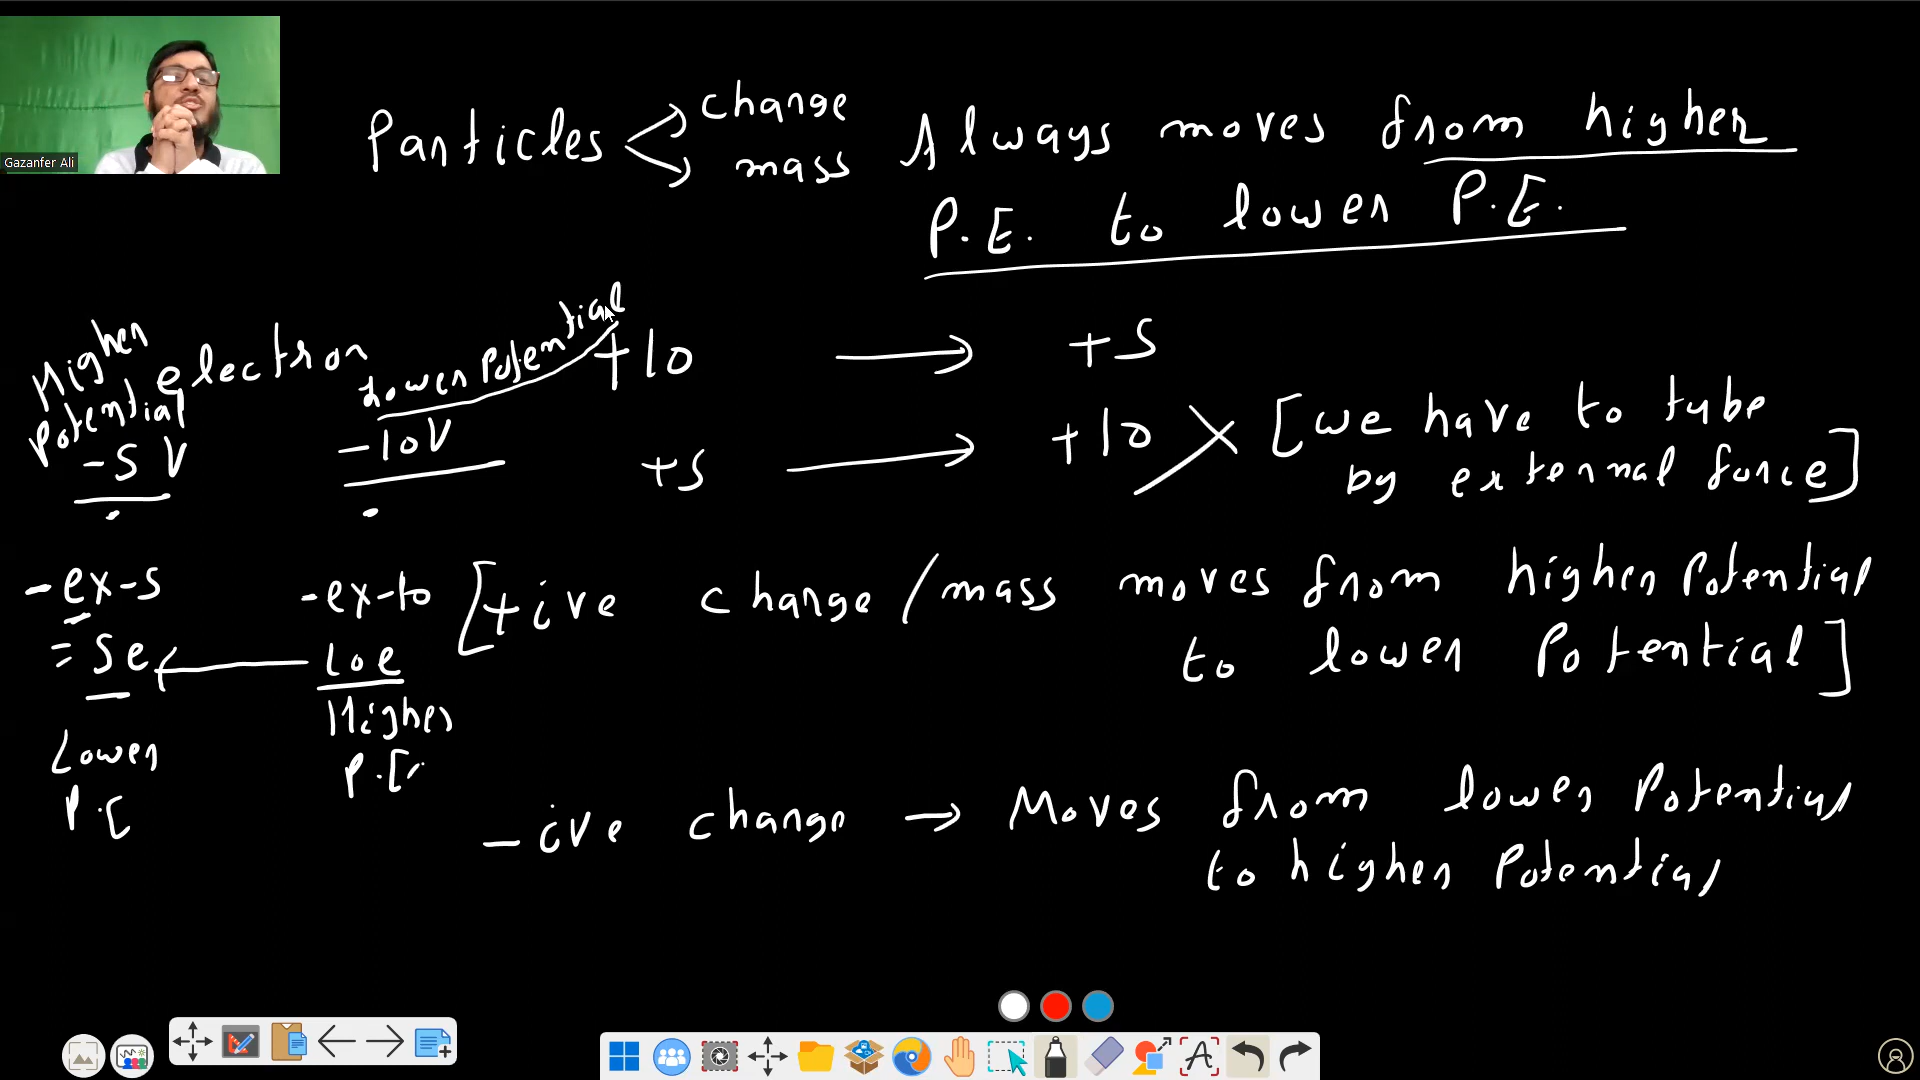 Gazanfer Ali
Particles
change
mass
Always moves from higher
P.E. to lower P.E.
Higher
Potential
-5 V
electron
Lower Potential
-10V
+10 → +5
+5 → +10 × [we have to tube
by external force]
-ex-5
= 5e
Lower
P.E
-ex-10
10e
Higher
P.E
[+ive change/mass moves from higher Potential
to lower Potential]
-ive change → Moves from lower Potential
to higher Potential